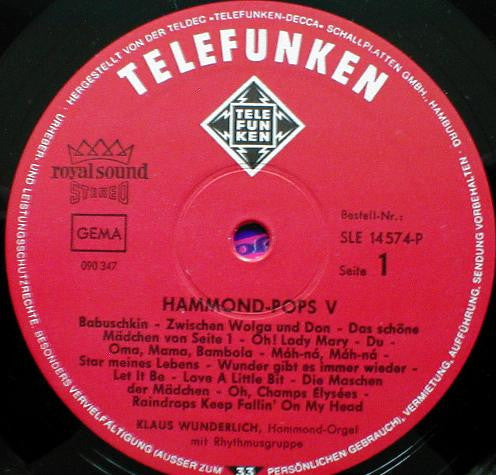 HERGESTELLT VON DER TELDEC »TELEFUNKEN-DECCA« SCHALLPLATTEN GMBH., HAMBURG ·
TELEFUNKEN
TELE
FUN
KEN
royal sound
STEREO
GEMA
090 347
Bestell-Nr.:
SLE 14 574-P
Seite 1
HAMMOND-POPS V
Babuschkin - Zwischen Wolga und Don - Das schöne
Mädchen von Seite 1 - Oh! Lady Mary - Du -
Oma, Mama, Bambola - Máh-ná, Máh-ná -
Star meines Lebens - Wunder gibt es immer wieder -
Let It Be - Love A Little Bit - Die Maschen
der Mädchen - Oh, Champs Elysées -
Raindrops Keep Fallin' On My Head
KLAUS WUNDERLICH, Hammond-Orgel
mit Rhythmusgruppe
URHEBER- UND LEISTUNGSSCHUTZRECHTE, BESONDERS VERVIELFÄLTIGUNG (AUSSER ZUM PERSÖNLICHEN GEBRAUCH), VERMIETUNG, AUFFÜHRUNG, SENDUNG VORBEHALTEN.
33